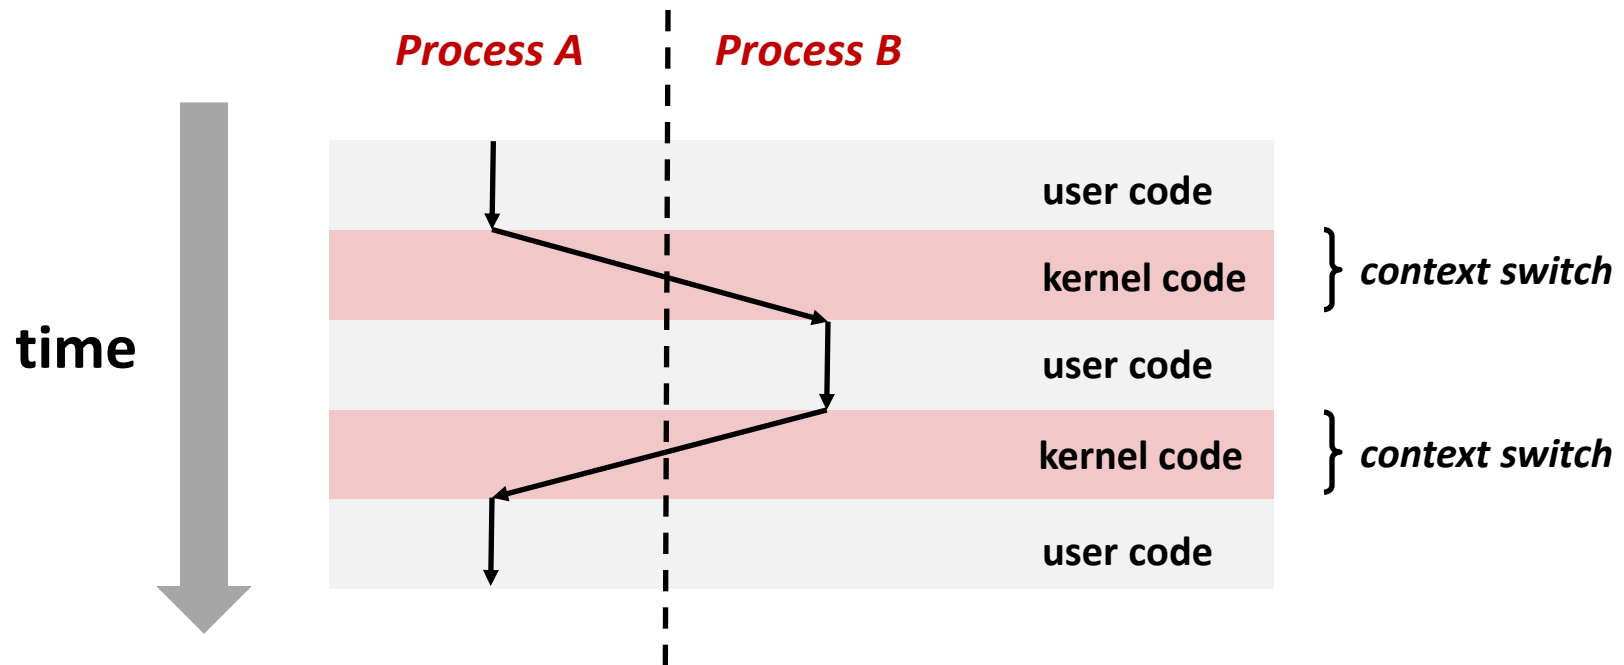 Process A
Process B
user code
kernel code
context switch
time
user code
kernel code
context switch
user code